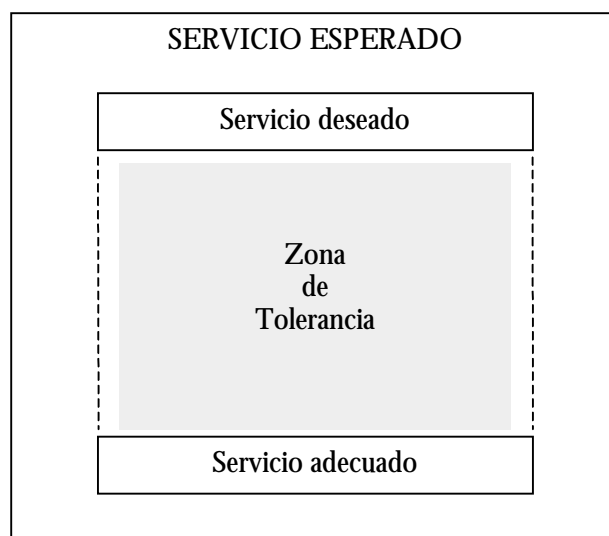 SERVICIO ESPERADO
Servicio deseado
Zona
de
Tolerancia
Servicio adecuado